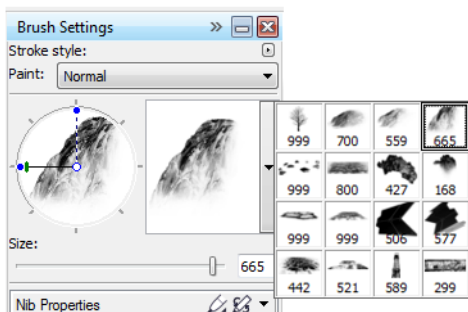 Brush Settings
Stroke style:
Paint: Normal
999 700 559 665
999 800 427 168
Size:
999 999 506 577
665
442 521 589 299
Nib Properties